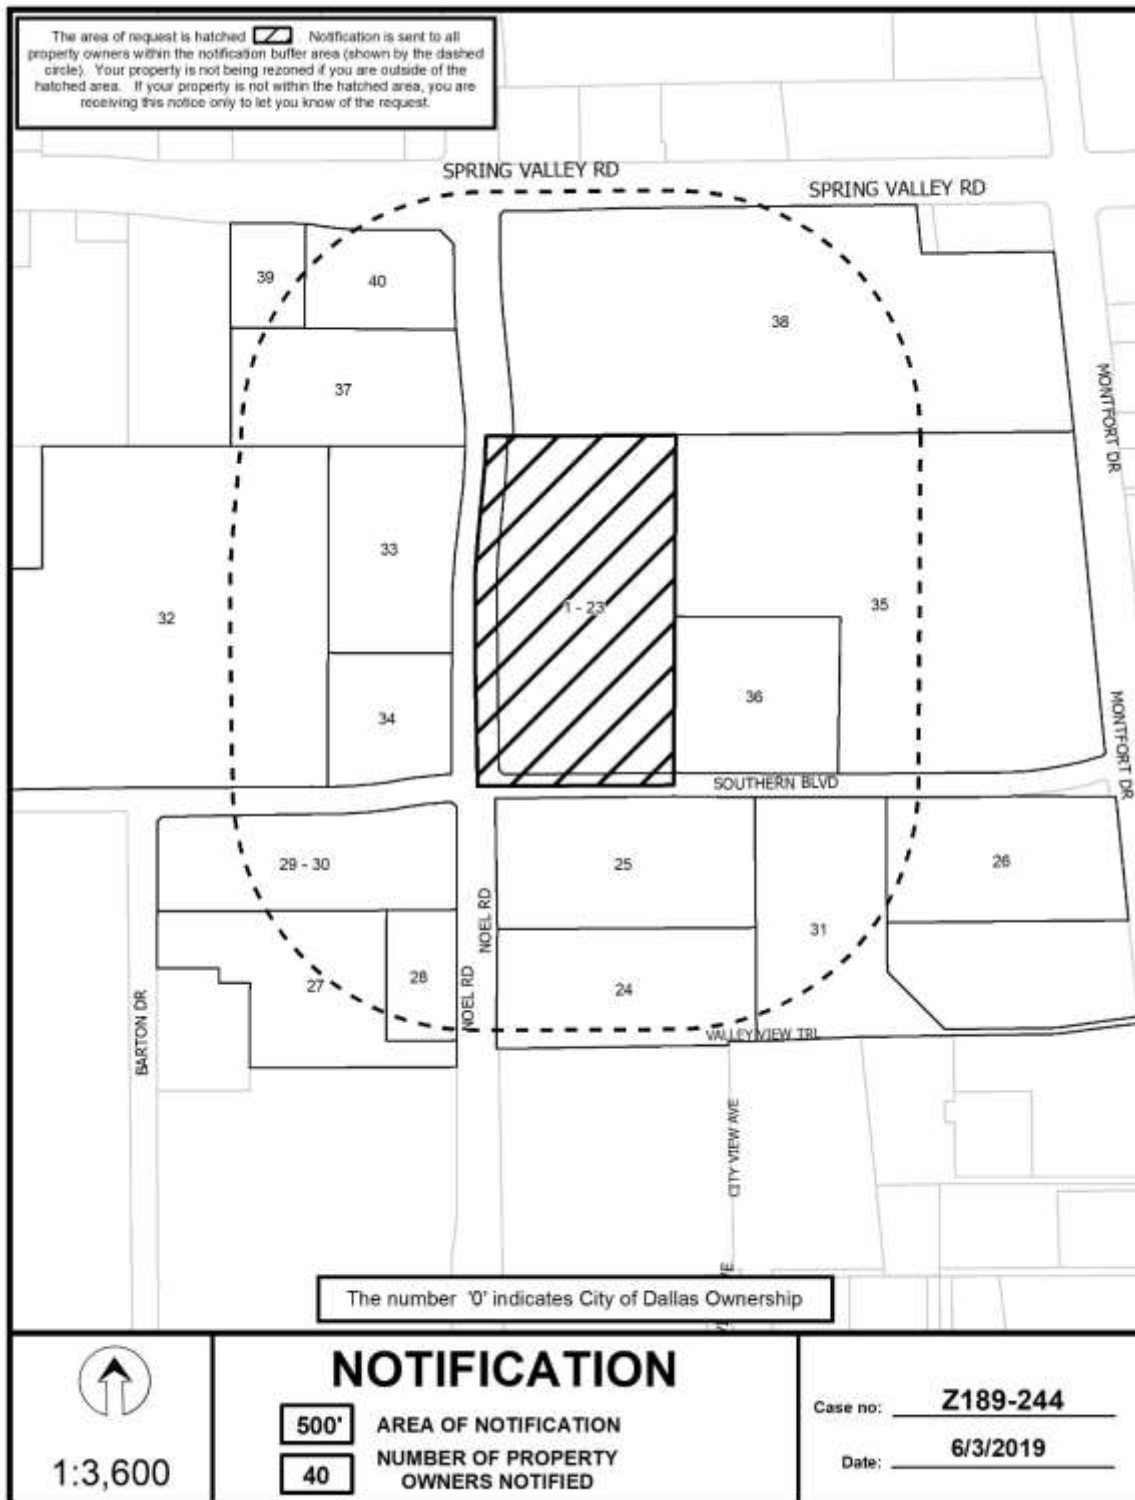 The area of request is hatched . Notification is sent to all
property owners within the notification buffer area (shown by the dashed
circle). Your property is not being rezoned if you are outside of the
hatched area. If your property is not within the hatched area, you are
receiving this notice only to let you know of the request.
SPRING VALLEY RD
SPRING VALLEY RD
39
40
38
37
MONTFORT DR
33
32
1 - 23
35
34
36
MONTFORT DR
SOUTHERN BLVD
29 - 30
25
26
NOEL RD
31
27
28
24
NOEL RD
BARTON DR
VALLEY VIEW TRL
CITY VIEW AVE
The number '0' indicates City of Dallas Ownership
1:3,600
NOTIFICATION
500' AREA OF NOTIFICATION
40 NUMBER OF PROPERTY
OWNERS NOTIFIED
Case no: Z189-244
Date: 6/3/2019